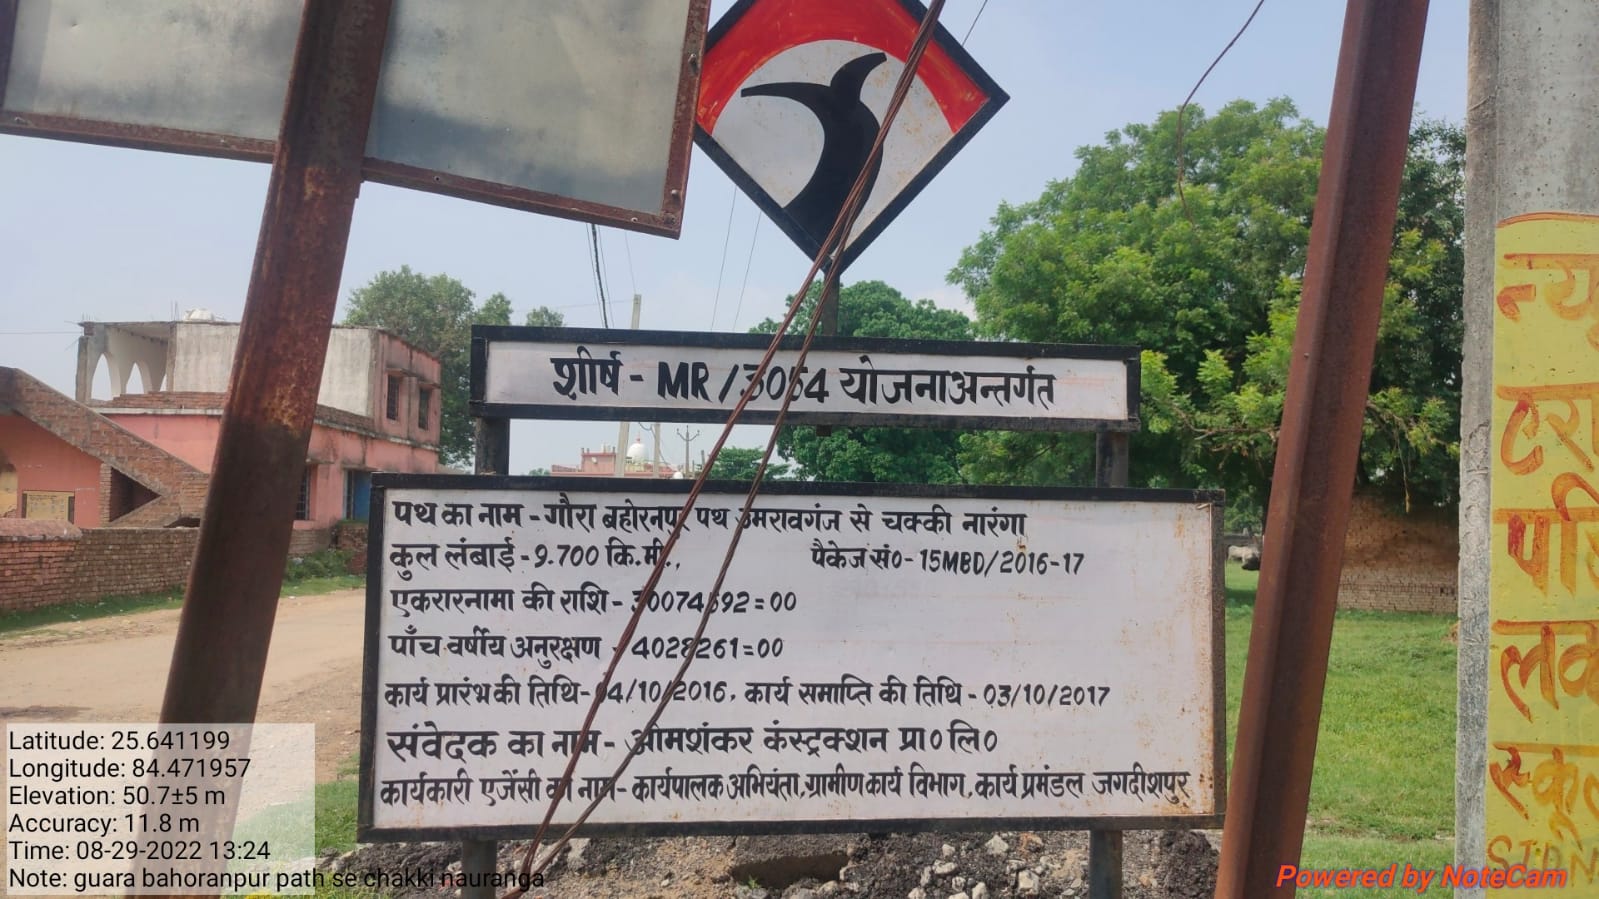 शीर्ष - MR/3054 योजनाअन्तर्गत
पथ का नाम - गौरा बहोरनपुर पथ उमरावगंज से चक्की नारंगा
कुल लंबाई - 9.700 कि.मी., पैकेज सं० - 15MBD/2016-17
एकरारनामा की राशि - =00
पाँच वर्षीय अनुरक्षण - 4028261=00
कार्य प्रारंभ की तिथि - 04/10/2016, कार्य समाप्ति की तिथि - 03/10/2017
संवेदक का नाम - ओमशंकर कंस्ट्रक्शन प्रा० लि०
कार्यकारी एजेंसी का नाम - कार्यपालक अभियंता, ग्रामीण कार्य विभाग, कार्य प्रमंडल जगदीशपुर
Latitude: 25.641199
Longitude: 84.471957
Elevation: 50.7±5 m
Accuracy: 11.8 m
Time: 08-29-2022 13:24
Note: guara bahoranpur path se chakki nauranga
Powered by NoteCam